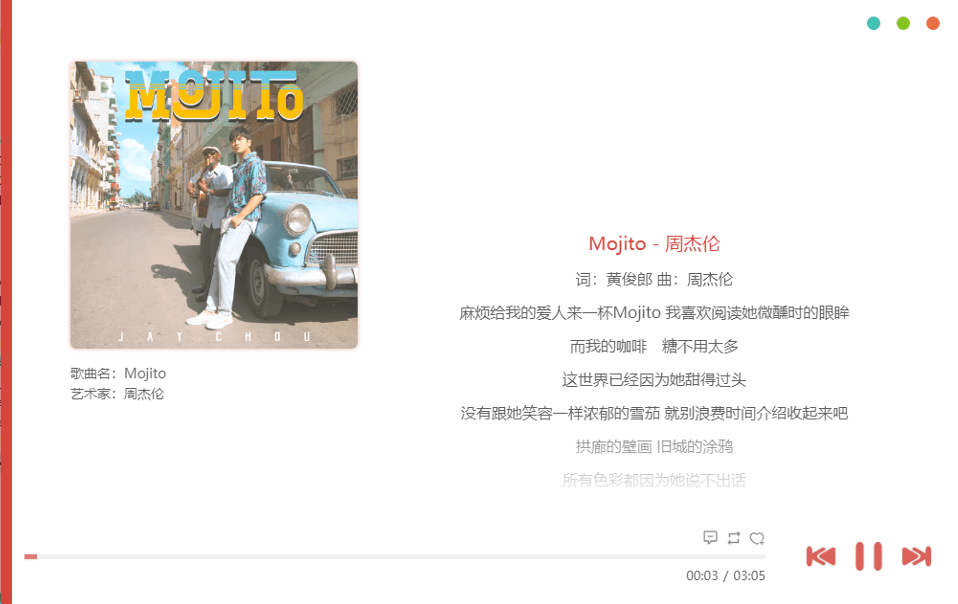 MOJITO
JAY CHOU
歌曲名：Mojito
艺术家：周杰伦
Mojito - 周杰伦
词：黄俊郎 曲：周杰伦
麻烦给我的爱人来一杯Mojito 我喜欢阅读她微醺时的眼眸
而我的咖啡　糖不用太多
这世界已经因为她甜得过头
没有跟她笑容一样浓郁的雪茄 就别浪费时间介绍收起来吧
拱廊的壁画 旧城的涂鸦
所有色彩都因为她说不出话
00:03 / 03:05